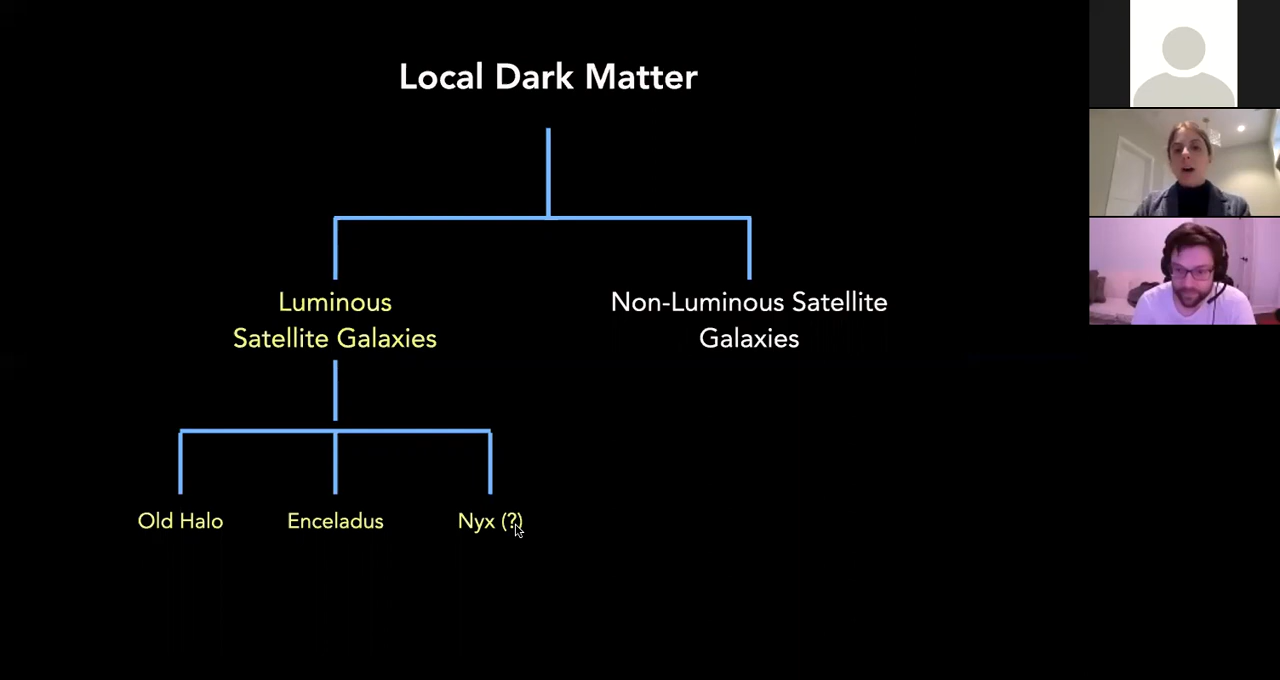 Local Dark Matter
Luminous
Satellite Galaxies
Non-Luminous Satellite
Galaxies
Old Halo
Enceladus
Nyx (?)